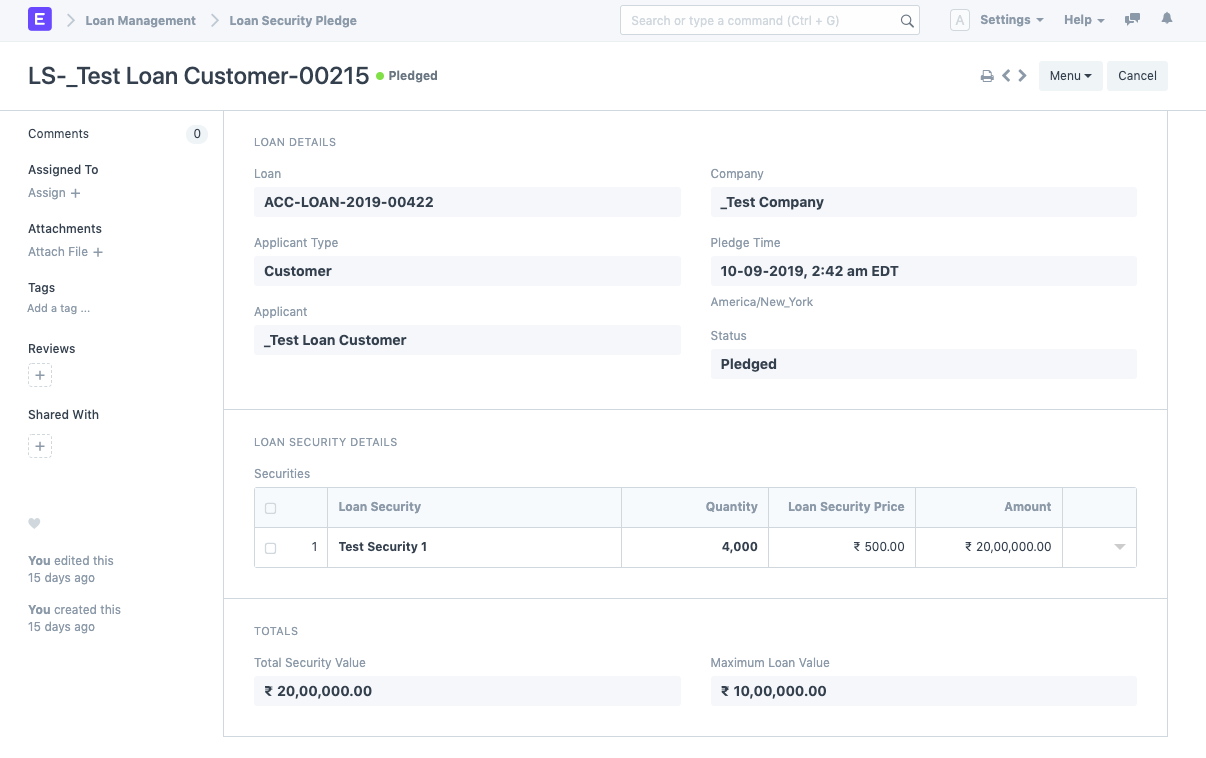 E Loan Management Loan Security Pledge Search or type a command (Ctrl + G) A Settings Help
LS-_Test Loan Customer-00215 Pledged Menu Cancel
Comments 0
Assigned To
Assign +
Attachments
Attach File +
Tags
Add a tag ...
Reviews
+
Shared With
+
You edited this
15 days ago
You created this
15 days ago
LOAN DETAILS
Loan
ACC-LOAN-2019-00422
Applicant Type
Customer
Applicant
_Test Loan Customer
Company
_Test Company
Pledge Time
10-09-2019, 2:42 am EDT
America/New_York
Status
Pledged
LOAN SECURITY DETAILS
Securities
Loan Security Quantity Loan Security Price Amount
1 Test Security 1 4,000 ₹ 500.00 ₹ 20,00,000.00
TOTALS
Total Security Value
₹ 20,00,000.00
Maximum Loan Value
₹ 10,00,000.00